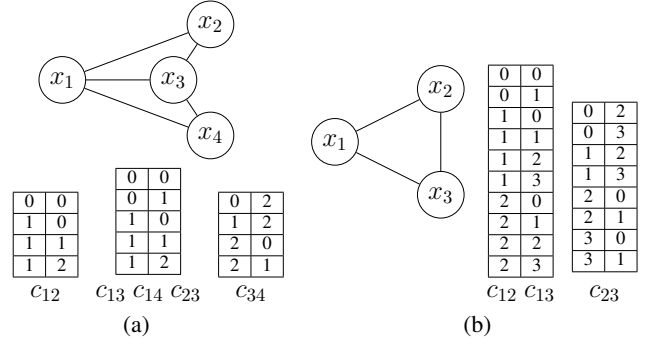 x₂
x₁
x₃
x₄
0 0
1 0
1 1
1 2
c₁₂
0 0
0 1
1 0
1 1
1 2
c₁₃ c₁₄ c₂₃
0 2
1 2
2 0
2 1
c₃₄
(a)
x₂
x₁
x₃
0 0
0 1
1 0
1 1
1 2
1 3
2 0
2 1
2 2
2 3
c₁₂ c₁₃
0 2
0 3
1 2
1 3
2 0
2 1
3 0
3 1
c₂₃
(b)